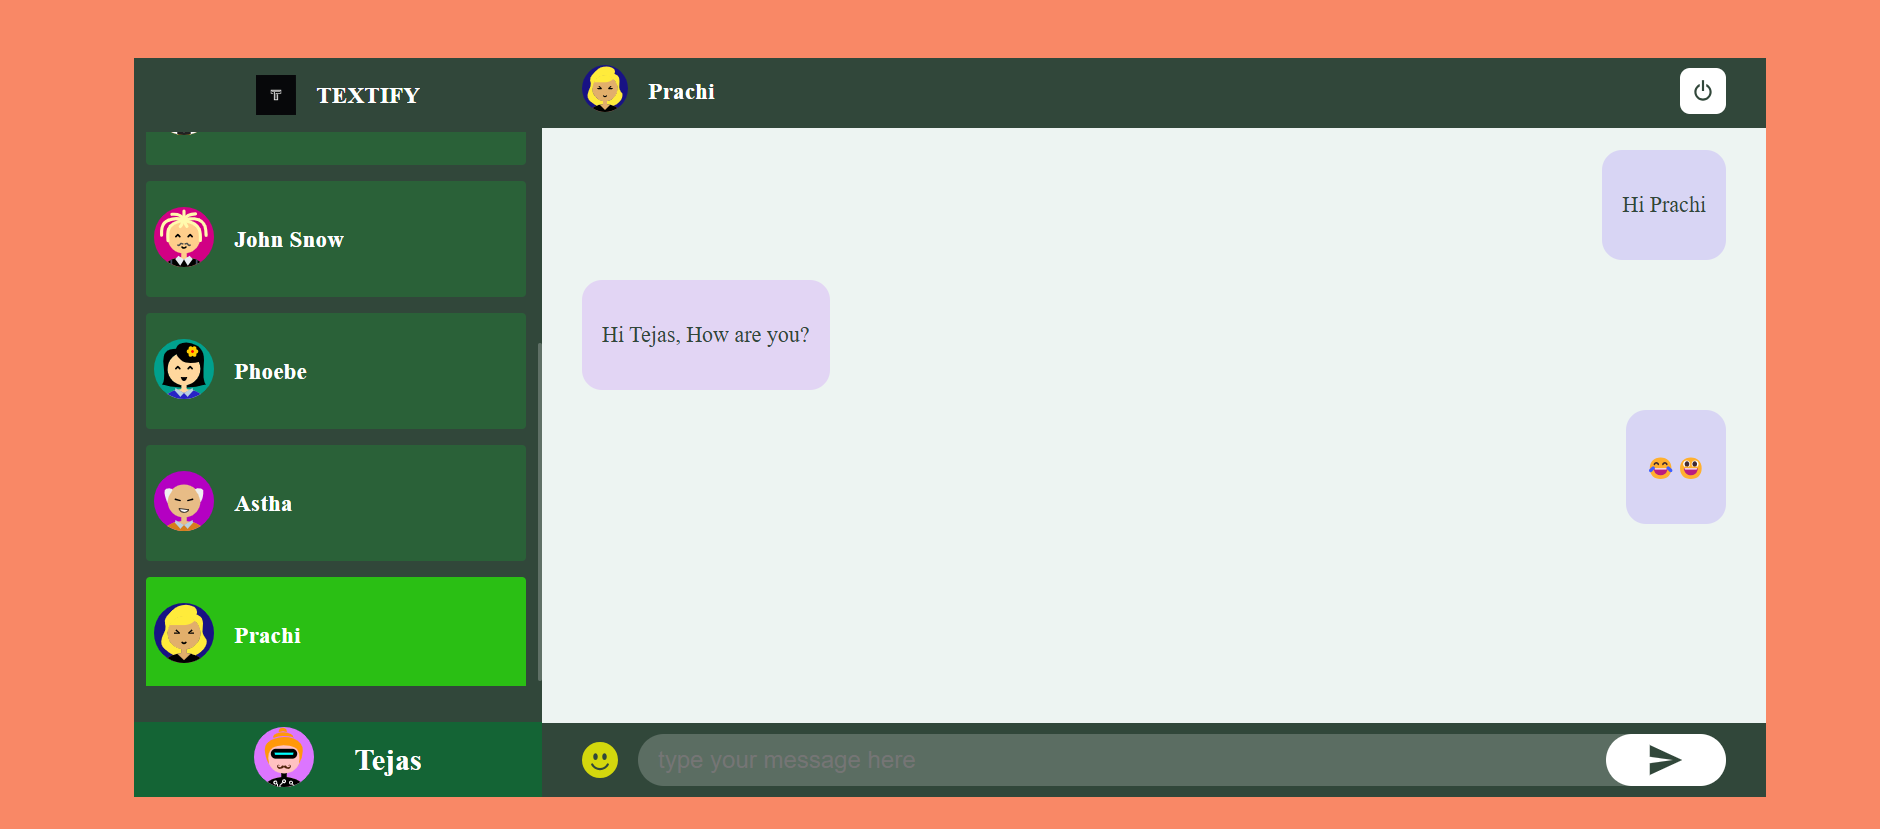 T TEXTIFY
John Snow
Phoebe
Astha
Prachi
Tejas
Prachi
Hi Prachi
Hi Tejas, How are you?
😂 😃
type your message here